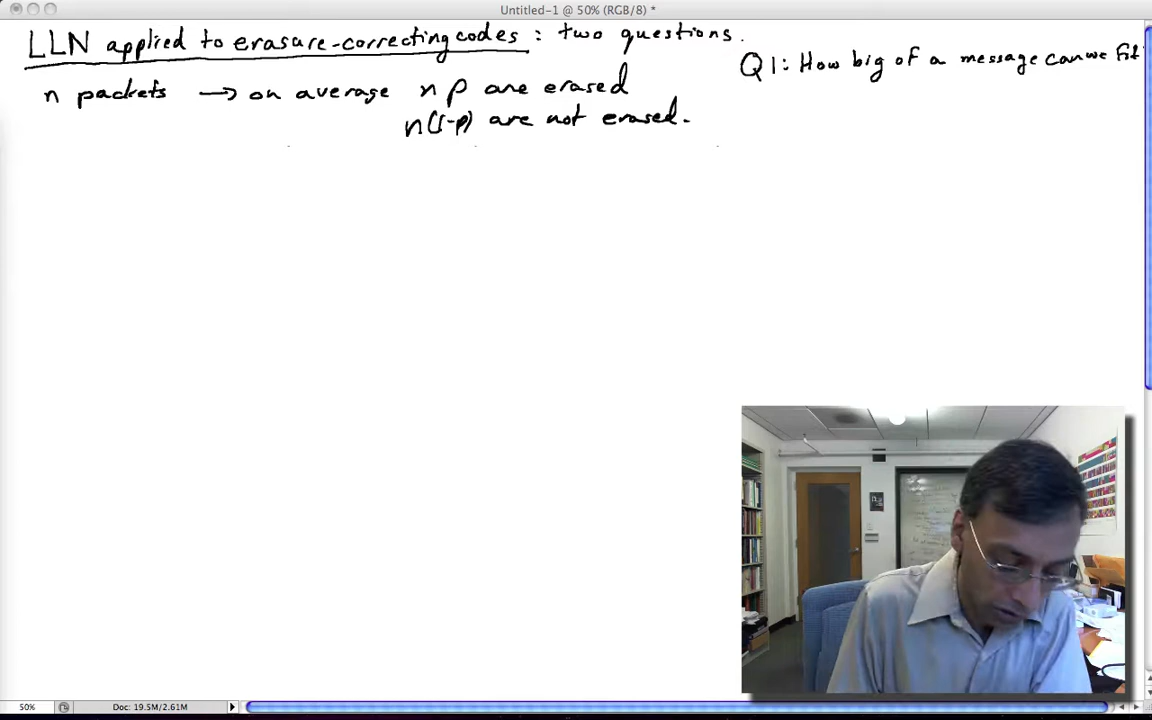 Untitled-1 @ 50% (RGB/8) *
LLN applied to erasure-correcting codes : two questions.
Q1: How big of a message can we fit
n packets → on average np are erased
n(1-p) are not erased.
50%
Doc: 19.5M/2.61M